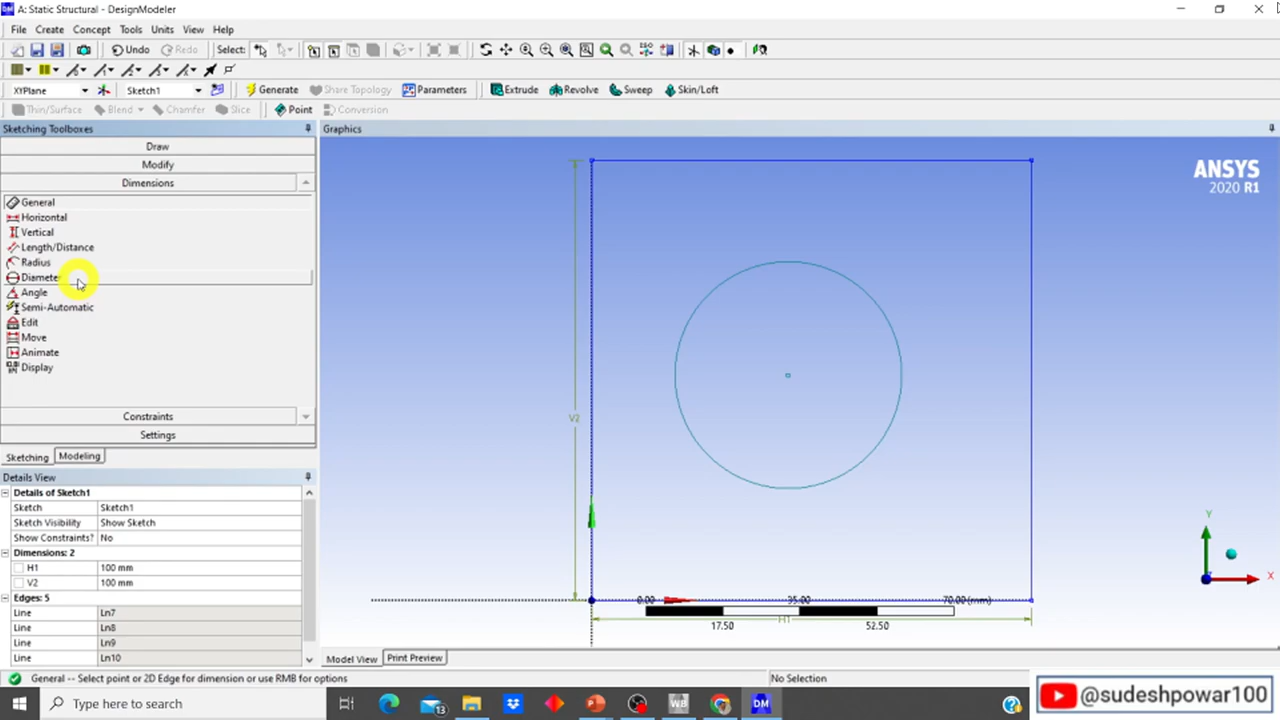 A: Static Structural - DesignModeler
File Create Concept Tools Units View Help
Undo Redo Select:
XYPlane Sketch1 Generate Share Topology Parameters Extrude Revolve Sweep Skin/Loft
Thin/Surface Blend Chamfer Slice Point Conversion
Sketching Toolboxes
Draw
Modify
Dimensions
General
Horizontal
Vertical
Length/Distance
Radius
Diameter
Angle
Semi-Automatic
Edit
Move
Animate
Display
Constraints
Settings
Sketching Modeling
Details View
Details of Sketch1
Sketch Sketch1
Sketch Visibility Show Sketch
Show Constraints? No
Dimensions: 2
H1 100 mm
V2 100 mm
Edges: 5
Line Ln7
Line Ln8
Line Ln9
Line Ln10
Graphics
ANSYS
2020 R1
V2
0.00 35.00 70.00 (mm)
17.50 52.50
H1
Y
X
Model View Print Preview
General -- Select point or 2D Edge for dimension or use RMB for options
No Selection
Type here to search
13
WB
DM
@sudeshpowar100